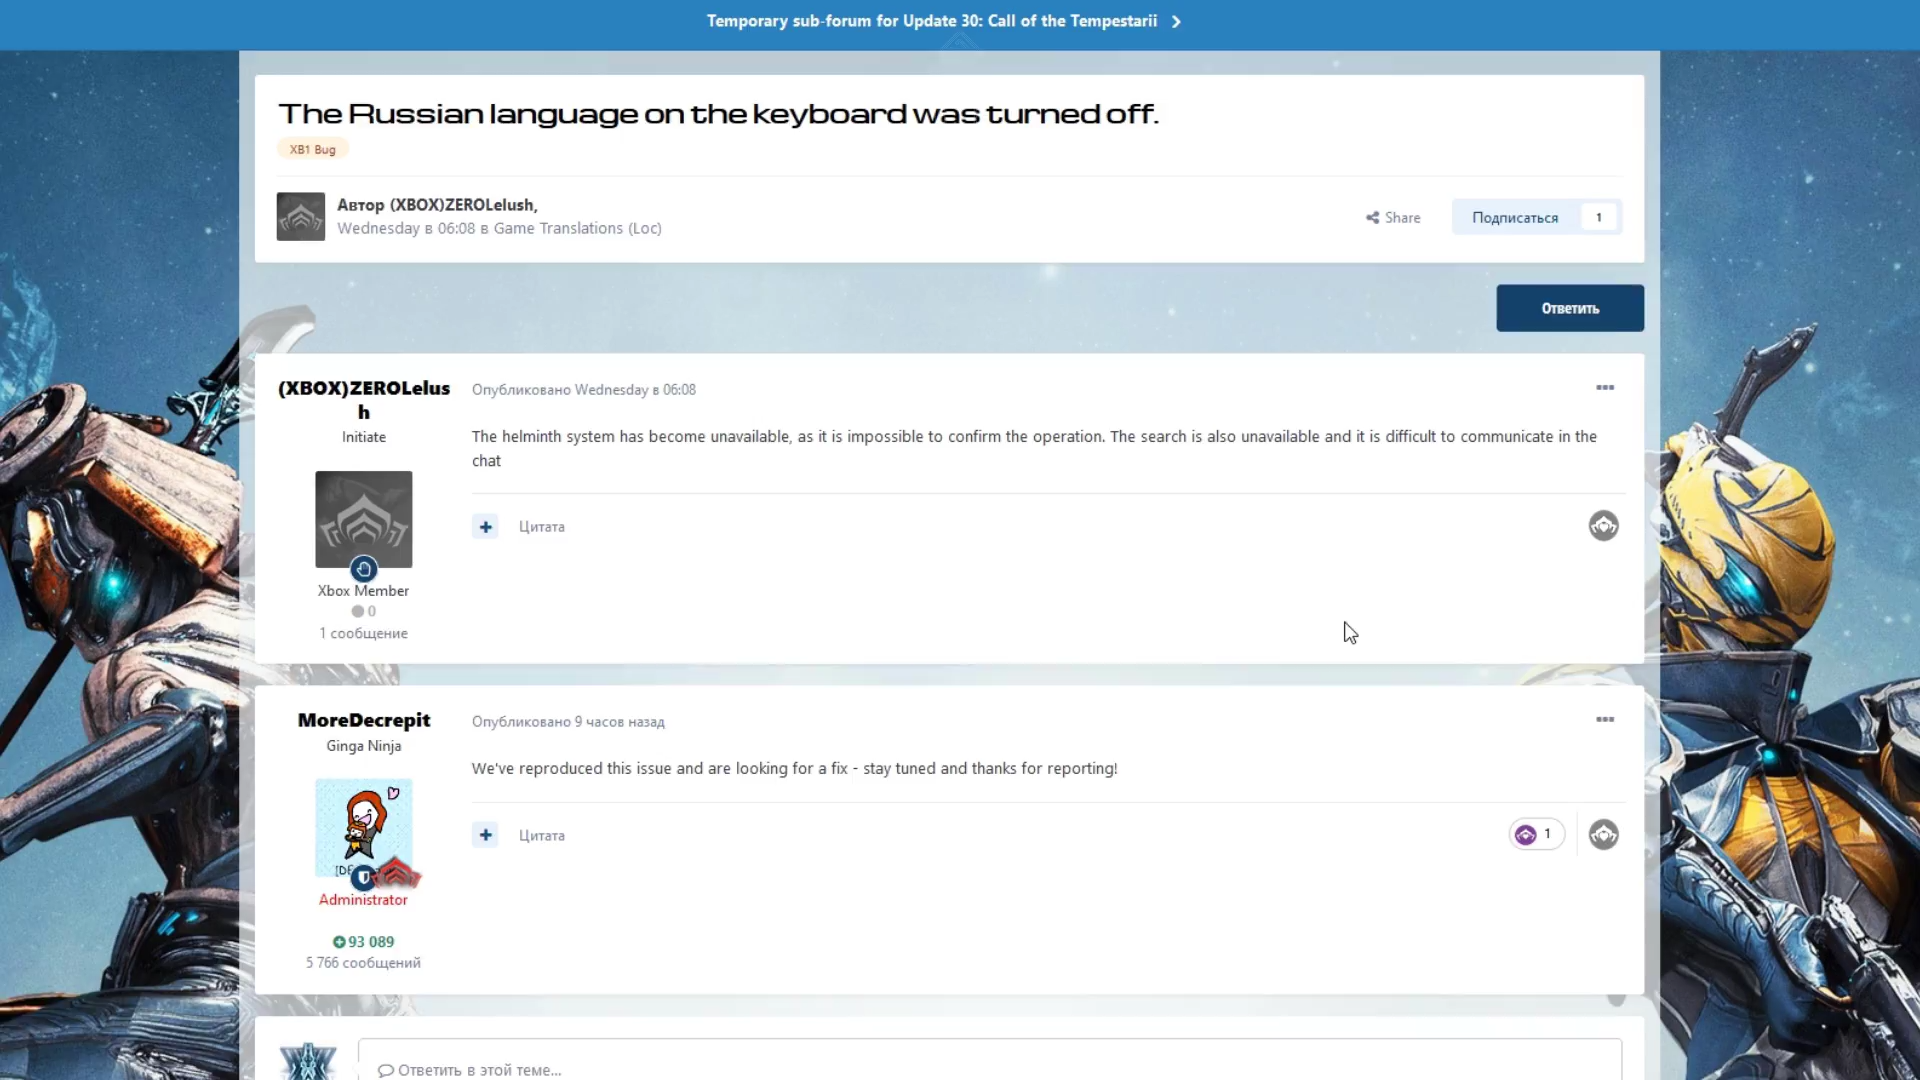 Temporary sub-forum for Update 30: Call of the Tempestarii
The Russian language on the keyboard was turned off.
XB1 Bug
Автор (XBOX)ZEROLelush,
Wednesday в 06:08 в Game Translations (Loc)
Share
Подписаться 1
Ответить
(XBOX)ZEROLelus
h
Initiate
Опубликовано Wednesday в 06:08
The helminth system has become unavailable, as it is impossible to confirm the operation. The search is also unavailable and it is difficult to communicate in the
chat
Цитата
Xbox Member
0
1 сообщение
MoreDecrepit
Ginga Ninja
Опубликовано 9 часов назад
We've reproduced this issue and are looking for a fix - stay tuned and thanks for reporting!
Цитата
1
Administrator
93 089
5 766 сообщений
Ответить в этой теме...